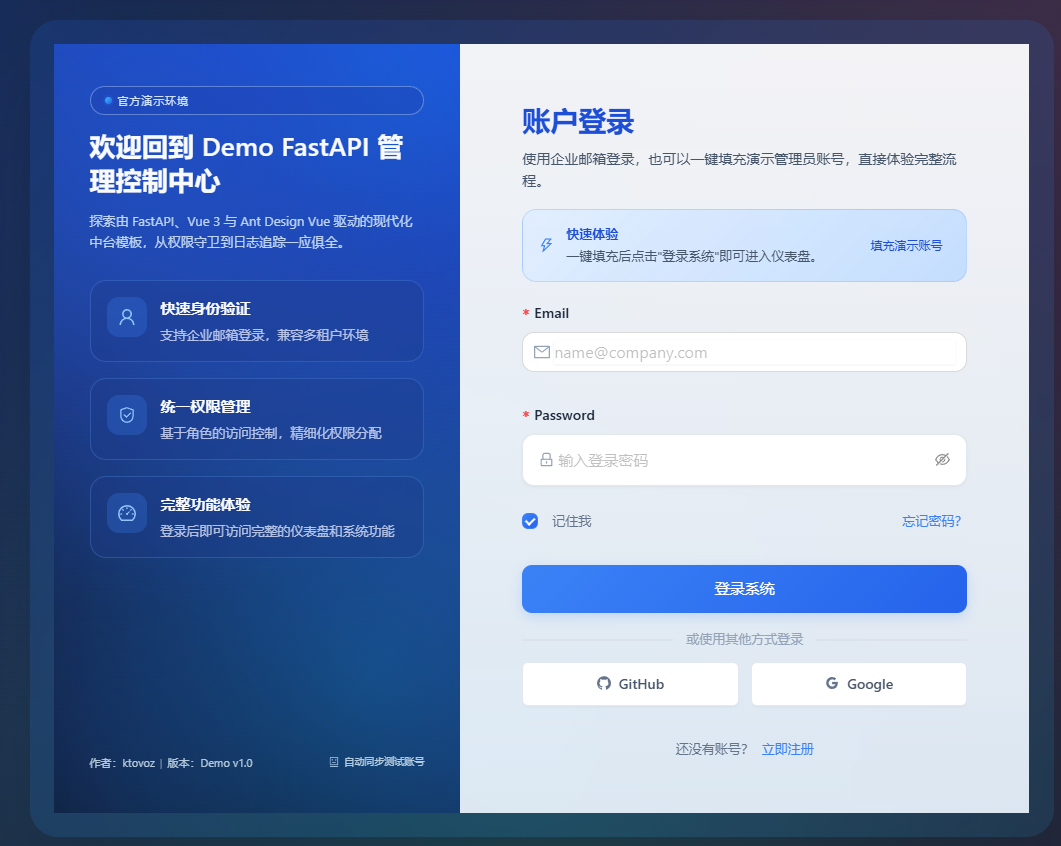 官方演示环境
欢迎回到 Demo FastAPI 管
理控制中心
探索由 FastAPI、Vue 3 与 Ant Design Vue 驱动的现代化
中台模板，从权限守卫到日志追踪一应俱全。
快速身份验证
支持企业邮箱登录，兼容多租户环境
统一权限管理
基于角色的访问控制，精细化权限分配
完整功能体验
登录后即可访问完整的仪表盘和系统功能
作者：ktovoz | 版本：Demo v1.0
自动同步测试账号
账户登录
使用企业邮箱登录，也可以一键填充演示管理员账号，直接体验完整流
程。
快速体验
一键填充后点击"登录系统"即可进入仪表盘。
填充演示账号
* Email
name@company.com
* Password
输入登录密码
记住我
忘记密码?
登录系统
或使用其他方式登录
GitHub
Google
还没有账号? 立即注册